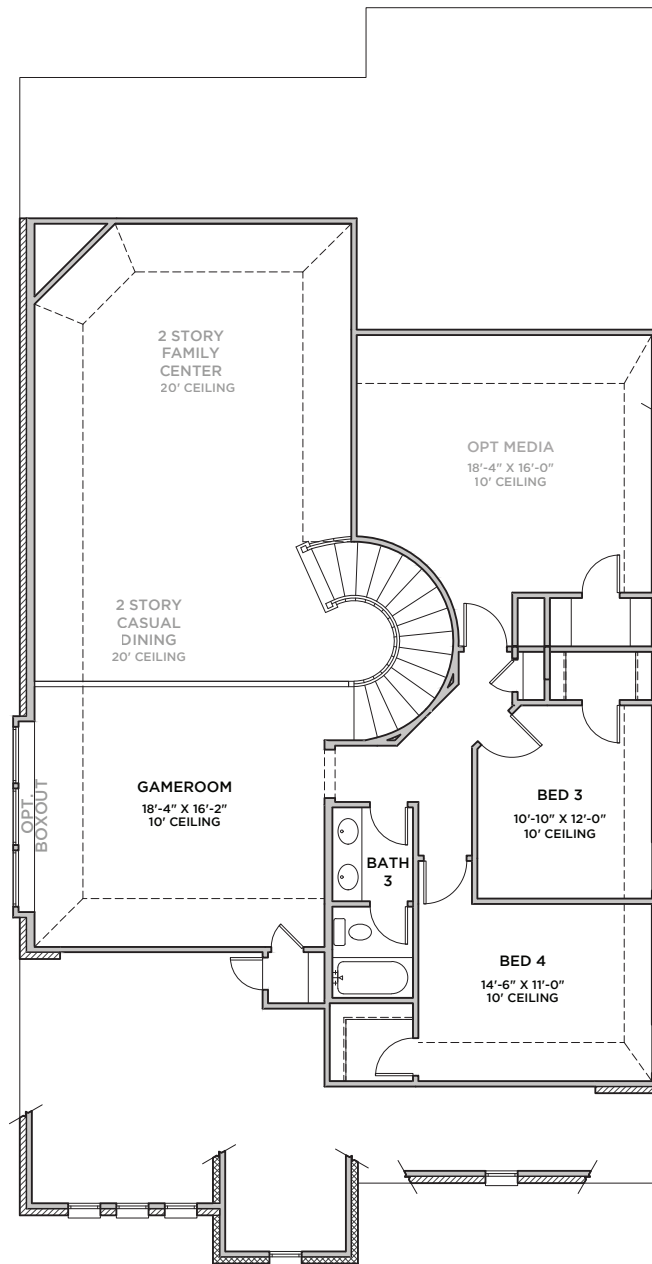 2 STORY
FAMILY
CENTER
20' CEILING
OPT MEDIA
18'-4" X 16'-0"
10' CEILING
2 STORY
CASUAL
DINING
20' CEILING
GAMEROOM
18'-4" X 16'-2"
10' CEILING
OPT.
BOXOUT
BED 3
10'-10" X 12'-0"
10' CEILING
BATH
3
BED 4
14'-6" X 11'-0"
10' CEILING